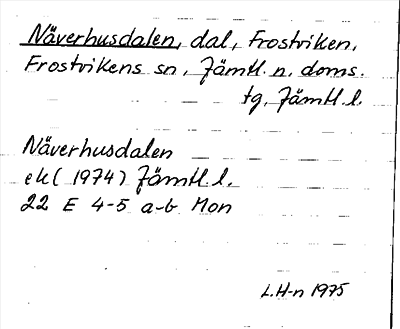 Näverhusdalen, dal, Frostviken,
Frostvikens sn, Jämtl. n. doms.
tg, Jämtl. l.
Näverhusdalen
ek (1974) Jämtl. l.
22 E 4-5 a-b Mon
L.H-n 1975